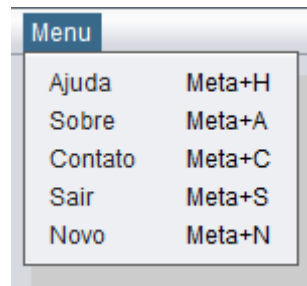 Menu
Ajuda Meta+H
Sobre Meta+A
Contato Meta+C
Sair Meta+S
Novo Meta+N